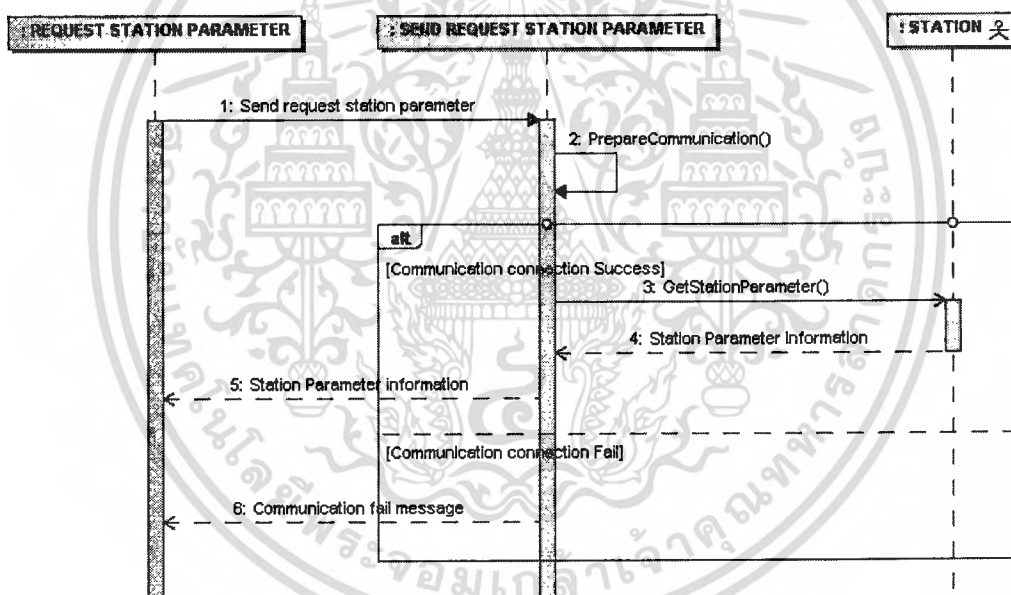 : REQUEST STATION PARAMETER
: SEND REQUEST STATION PARAMETER
: STATION
1: Send request station parameter
2: PrepareCommunication()
alt
[Communication connection Success]
3: GetStationParameter()
4: Station Parameter Information
5: Station Parameter information
[Communication connection Fail]
6: Communication fail message